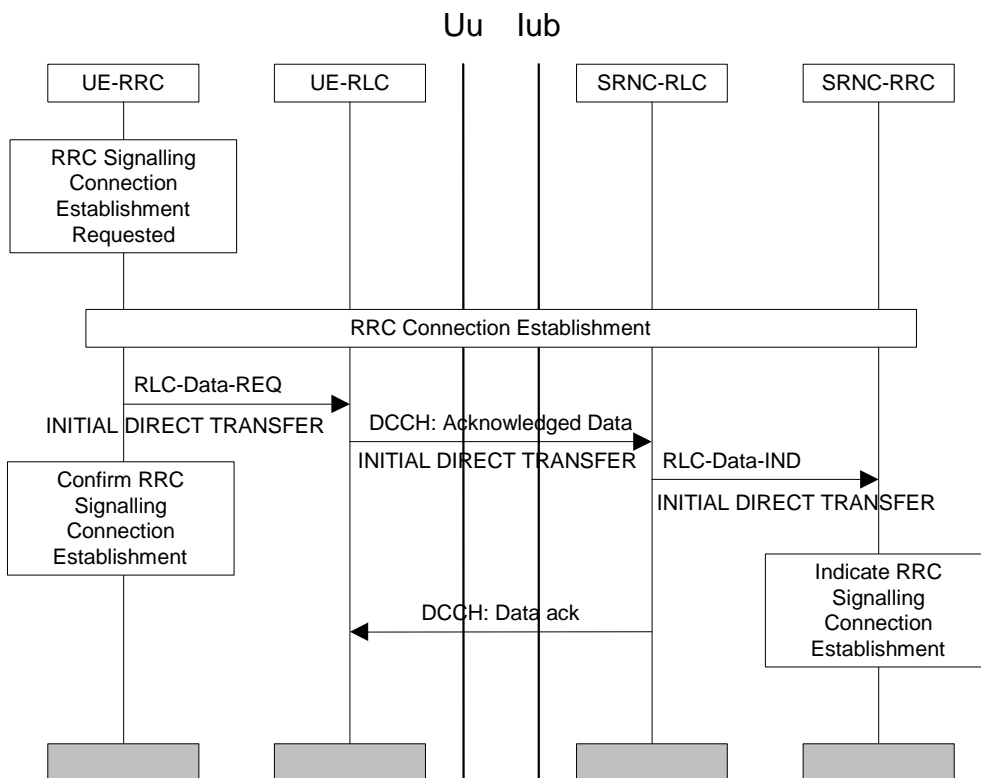 Uu Iub
UE-RRC UE-RLC SRNC-RLC SRNC-RRC
RRC Signalling
Connection
Establishment
Requested
RRC Connection Establishment
RLC-Data-REQ
INITIAL DIRECT TRANSFER
DCCH: Acknowledged Data
INITIAL DIRECT TRANSFER
RLC-Data-IND
INITIAL DIRECT TRANSFER
Confirm RRC
Signalling
Connection
Establishment
Indicate RRC
Signalling
Connection
Establishment
DCCH: Data ack